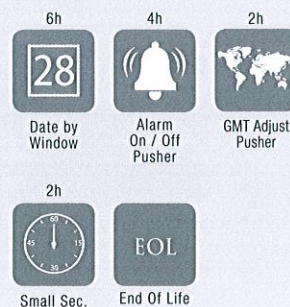 6h 4h 2h
28
Date by Window
Alarm On / Off Pusher
GMT Adjust Pusher
2h
60 15 30 45
EOL
Small Sec.
End Of Life